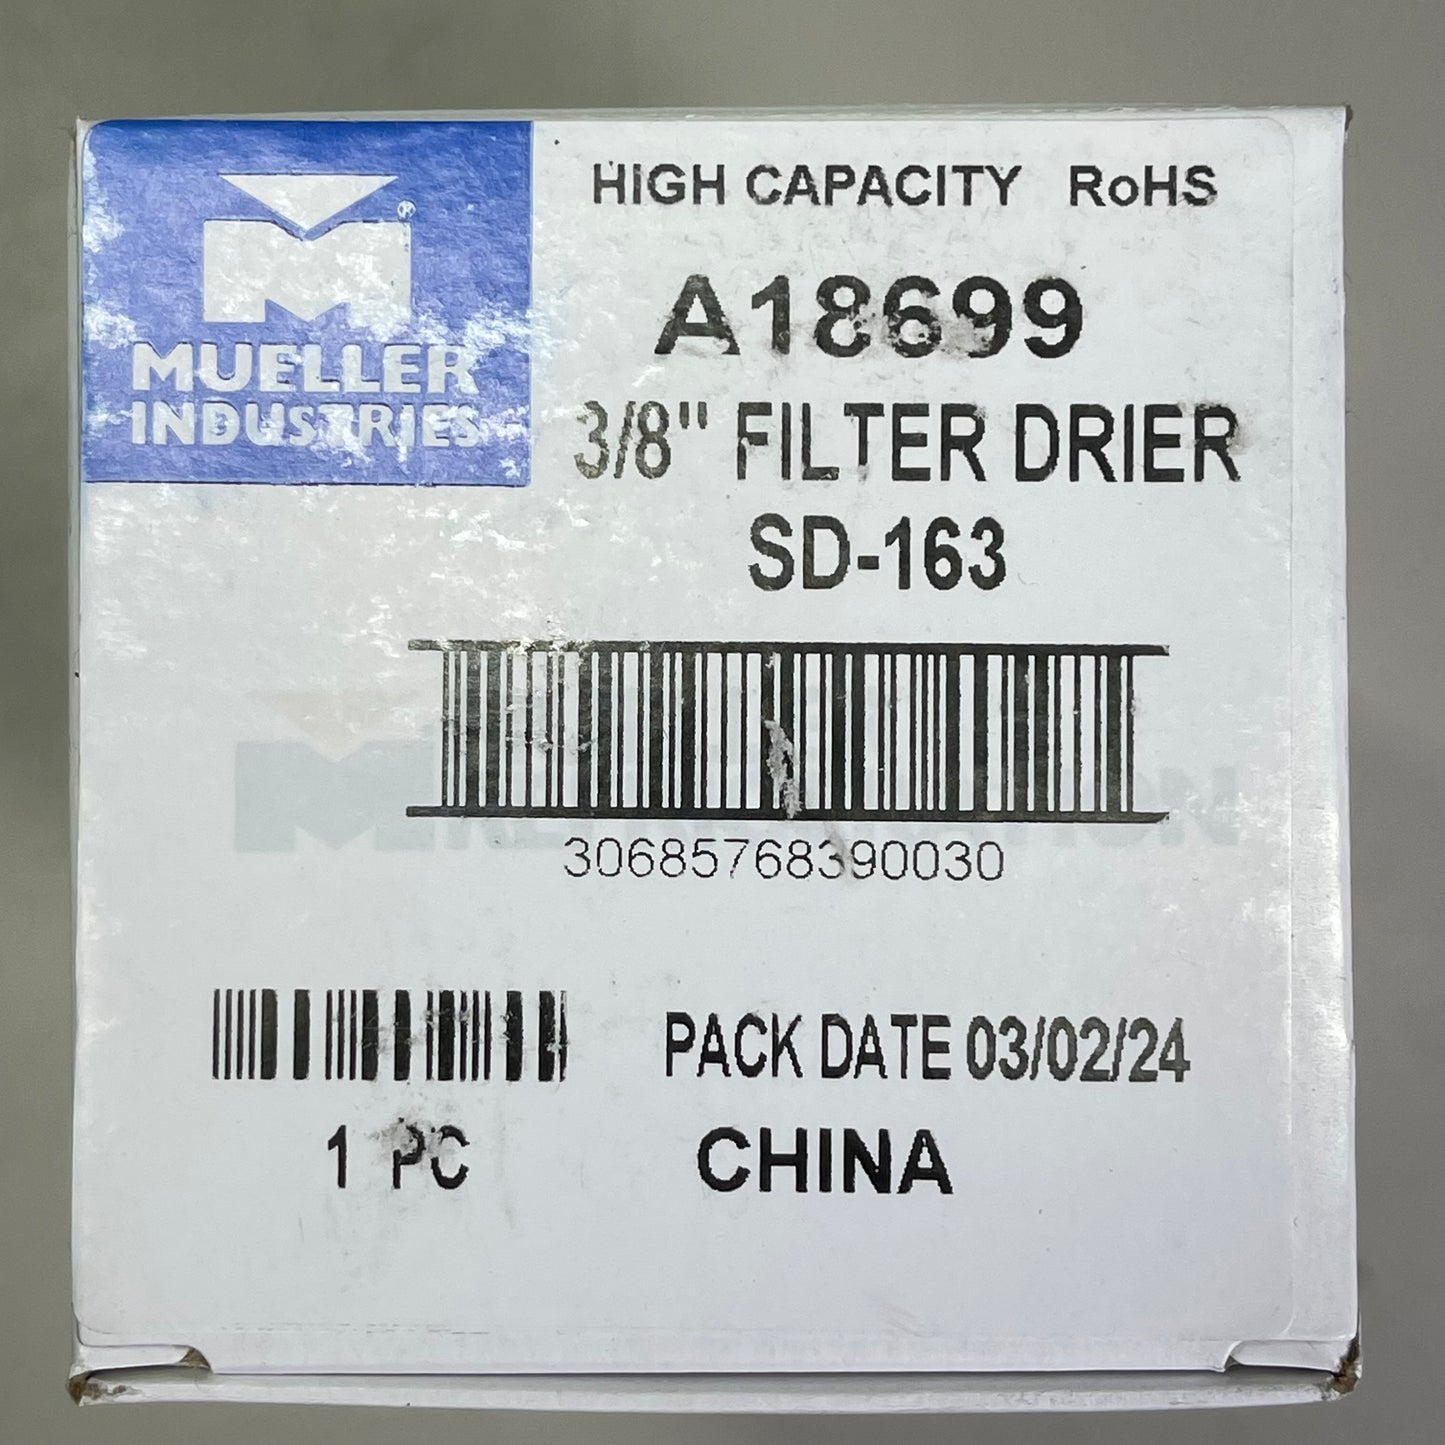 MUELLER
INDUSTRIES
®
HIGH CAPACITY RoHS
A18699
3/8" FILTER DRIER
SD-163
30685768390030
PACK DATE 03/02/24
1 PC
CHINA